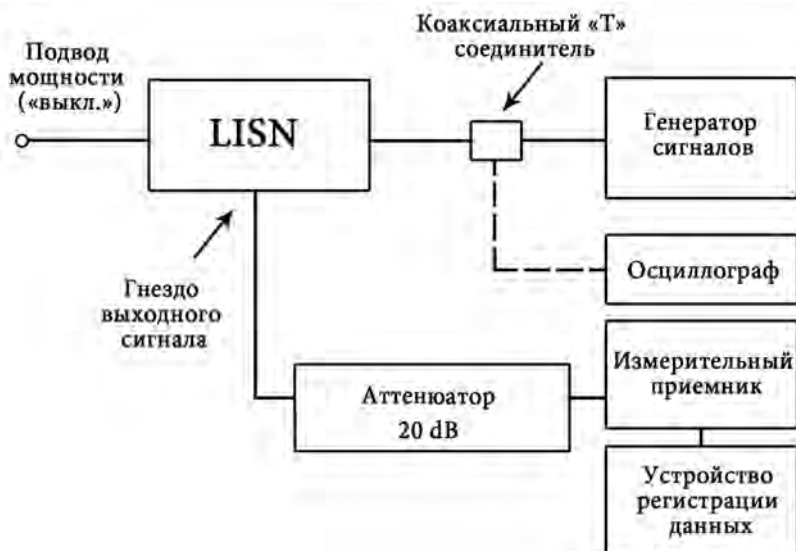 Подвод
мощности
(«выкл.»)
LISN
Коаксиальный «Т»
соединитель
Генератор
сигналов
Осциллограф
Гнездо
выходного
сигнала
Аттенюатор
20 dB
Измерительный
приемник
Устройство
регистрации
данных